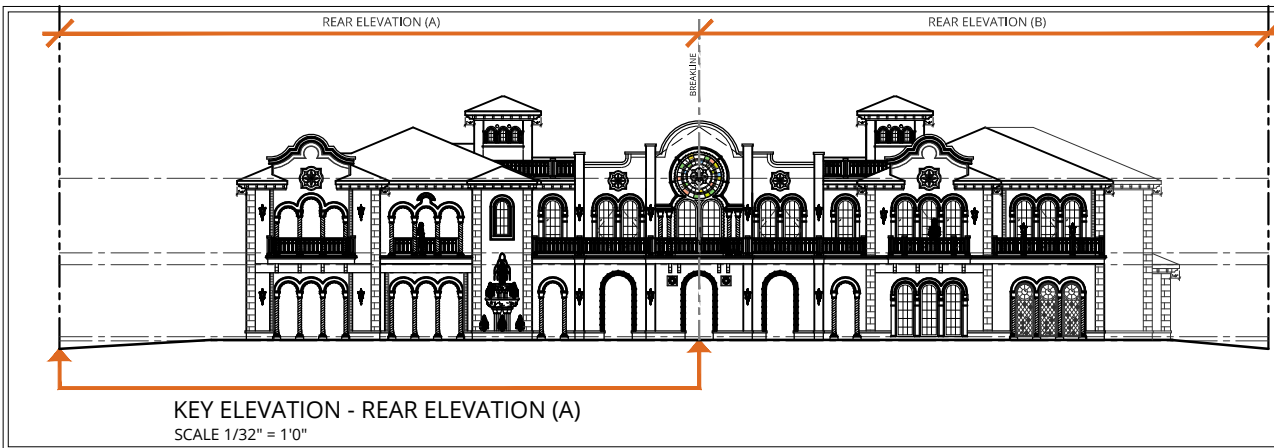 REAR ELEVATION (A)
REAR ELEVATION (B)
BREAKLINE
KEY ELEVATION - REAR ELEVATION (A)
SCALE 1/32" = 1'0"